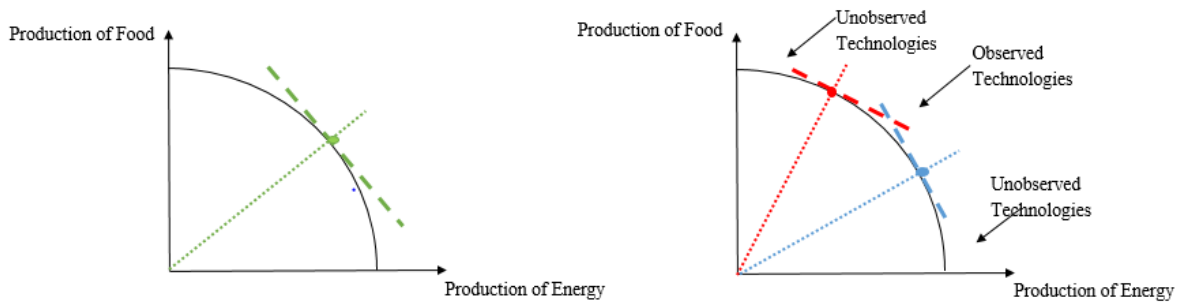 Production of Food
Production of Energy
Production of Food
Unobserved
Technologies
Observed
Technologies
Unobserved
Technologies
Production of Energy